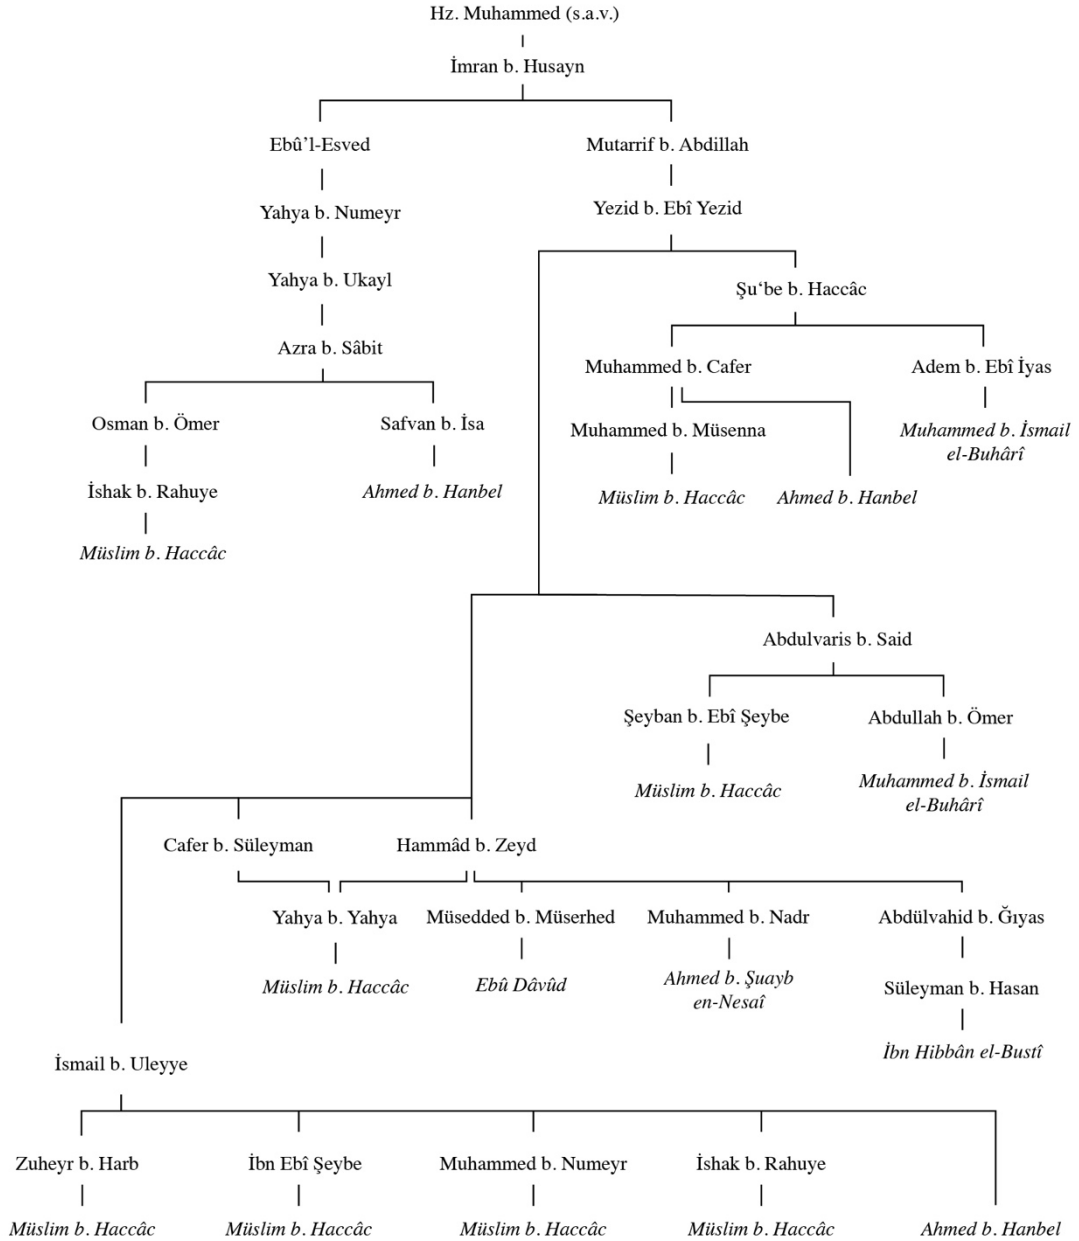 Hz. Muhammed (s.a.v.)
İmran b. Husayn
Ebû’l-Esved
Mutarrif b. Abdillah
Yahya b. Numeyr
Yezid b. Ebî Yezid
Yahya b. Ukayl
Şu‘be b. Haccâc
Azra b. Sâbit
Muhammed b. Cafer
Adem b. Ebî İyas
Osman b. Ömer
Safvan b. İsa
Muhammed b. Müsenna
Muhammed b. İsmail
el-Buhârî
İshak b. Rahuye
Ahmed b. Hanbel
Müslim b. Haccâc
Ahmed b. Hanbel
Müslim b. Haccâc
Abdulvaris b. Said
Şeyban b. Ebî Şeybe
Abdullah b. Ömer
Müslim b. Haccâc
Muhammed b. İsmail
el-Buhârî
Cafer b. Süleyman
Hammâd b. Zeyd
Yahya b. Yahya
Müsedded b. Müserhed
Muhammed b. Nadr
Abdülvahid b. Ğıyas
Müslim b. Haccâc
Ebû Dâvûd
Ahmed b. Şuayb
en-Nesaî
Süleyman b. Hasan
İbn Hibbân el-Bustî
İsmail b. Uleyye
Zuheyr b. Harb
İbn Ebî Şeybe
Muhammed b. Numeyr
İshak b. Rahuye
Müslim b. Haccâc
Müslim b. Haccâc
Müslim b. Haccâc
Müslim b. Haccâc
Ahmed b. Hanbel